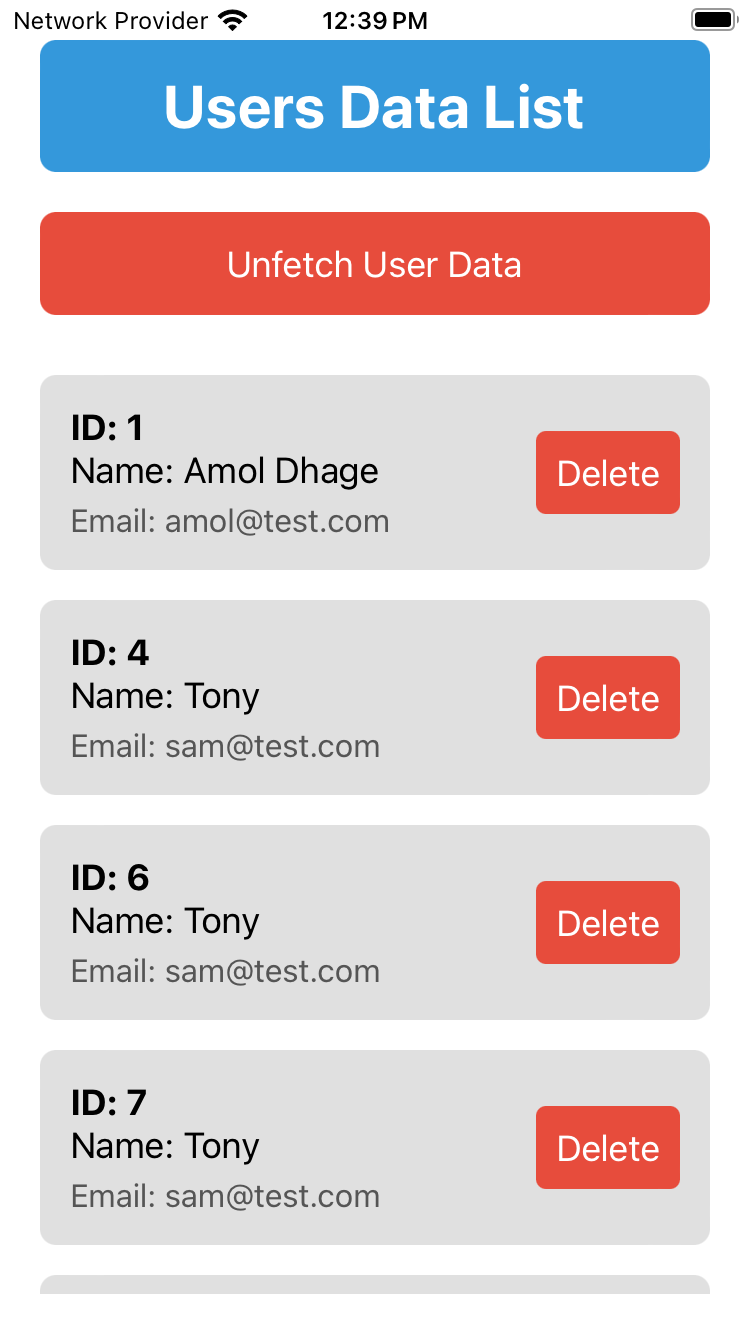 Network Provider 12:39 PM
Users Data List
Unfetch User Data
ID: 1
Name: Amol Dhage
Email: amol@test.com
Delete
ID: 4
Name: Tony
Email: sam@test.com
Delete
ID: 6
Name: Tony
Email: sam@test.com
Delete
ID: 7
Name: Tony
Email: sam@test.com
Delete